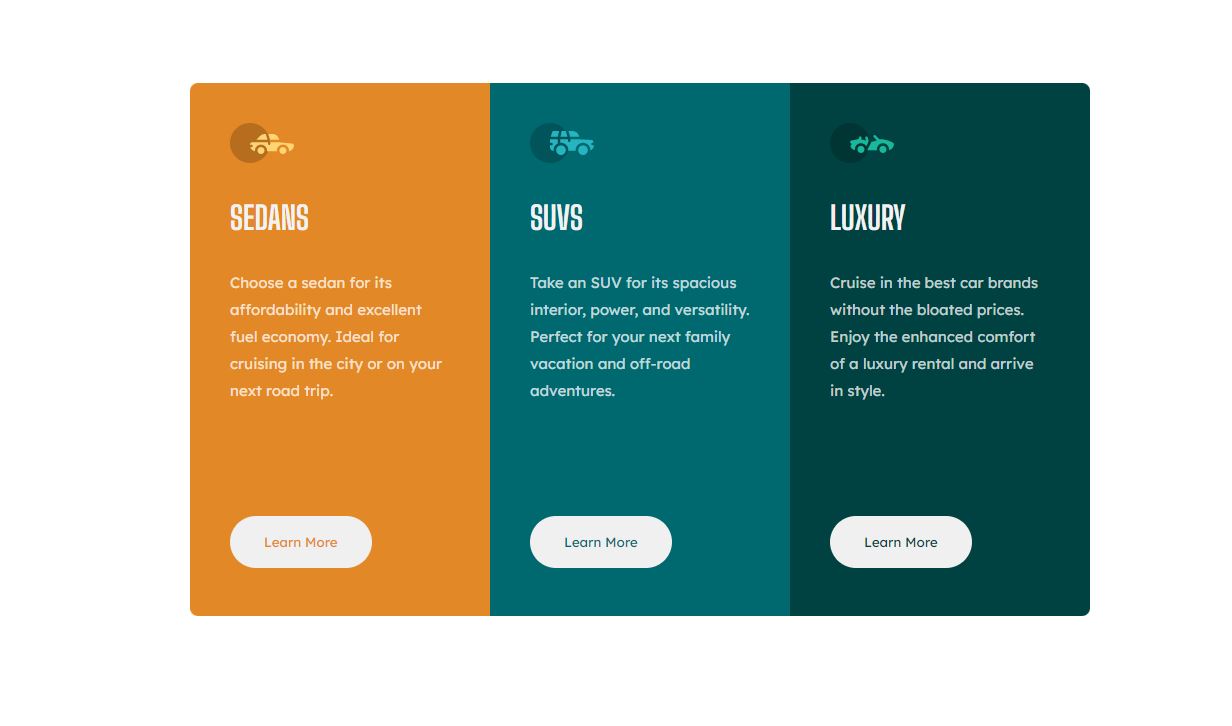 SEDANS
Choose a sedan for its
affordability and excellent
fuel economy. Ideal for
cruising in the city or on your
next road trip.
Learn More
SUVS
Take an SUV for its spacious
interior, power, and versatility.
Perfect for your next family
vacation and off-road
adventures.
Learn More
LUXURY
Cruise in the best car brands
without the bloated prices.
Enjoy the enhanced comfort
of a luxury rental and arrive
in style.
Learn More